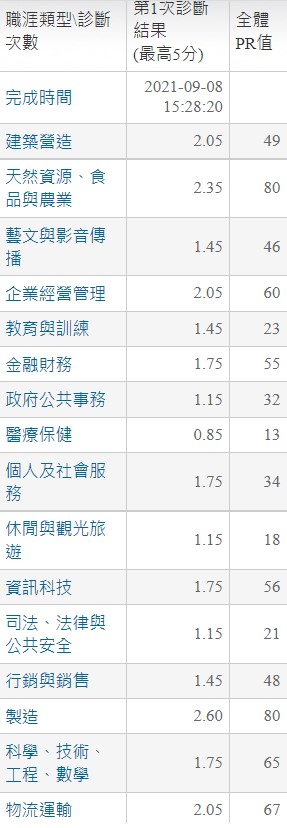 職涯類型\診斷次數 第1次診斷結果(最高5分) 全體PR值
完成時間 2021-09-08 15:28:20
建築營造 2.05 49
天然資源、食品與農業 2.35 80
藝文與影音傳播 1.45 46
企業經營管理 2.05 60
教育與訓練 1.45 23
金融財務 1.75 55
政府公共事務 1.15 32
醫療保健 0.85 13
個人及社會服務 1.75 34
休閒與觀光旅遊 1.15 18
資訊科技 1.75 56
司法、法律與公共安全 1.15 21
行銷與銷售 1.45 48
製造 2.60 80
科學、技術、工程、數學 1.75 65
物流運輸 2.05 67